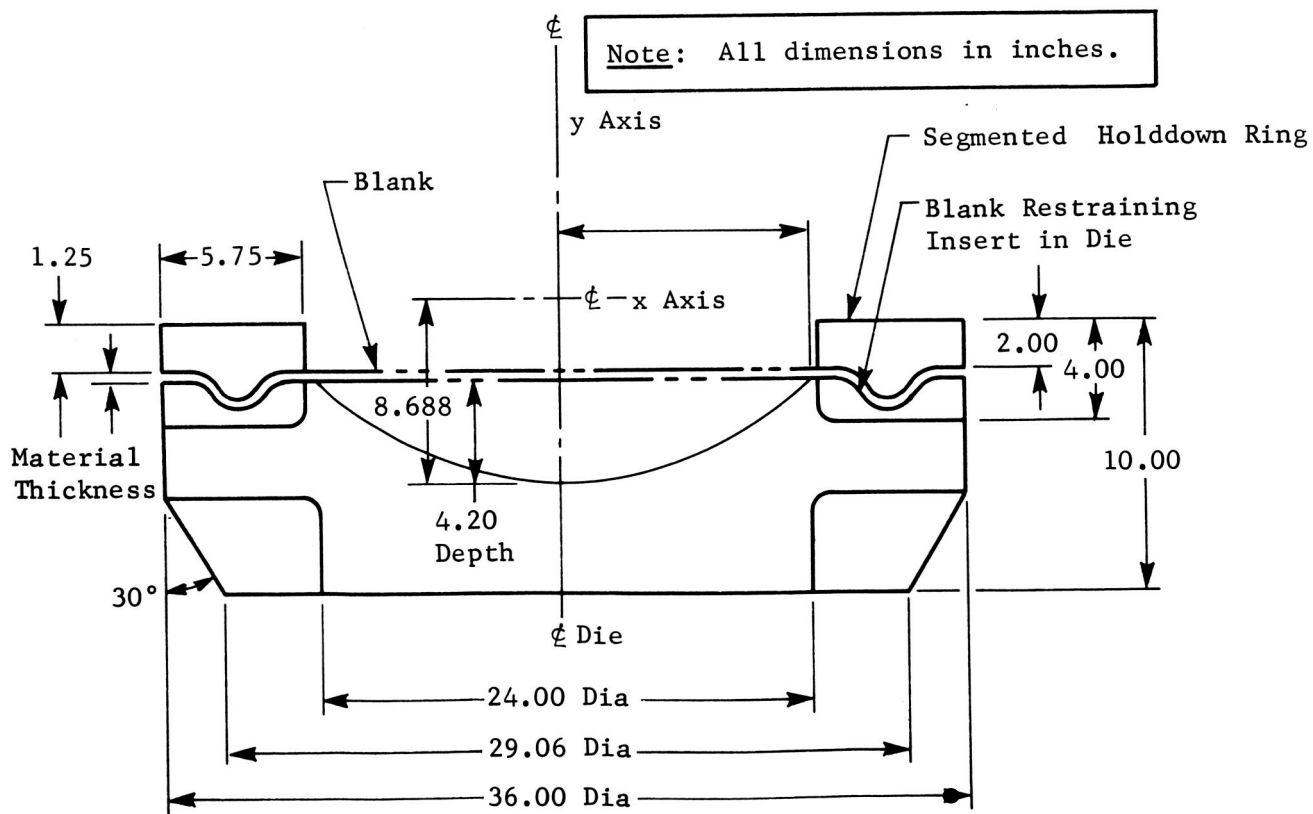 ℄
Note: All dimensions in inches.
y Axis
Segmented Holddown Ring
Blank
Blank Restraining
Insert in Die
1.25
5.75
℄ x Axis
2.00
4.00
8.688
10.00
Material
Thickness
4.20
Depth
30°
℄ Die
24.00 Dia
29.06 Dia
36.00 Dia